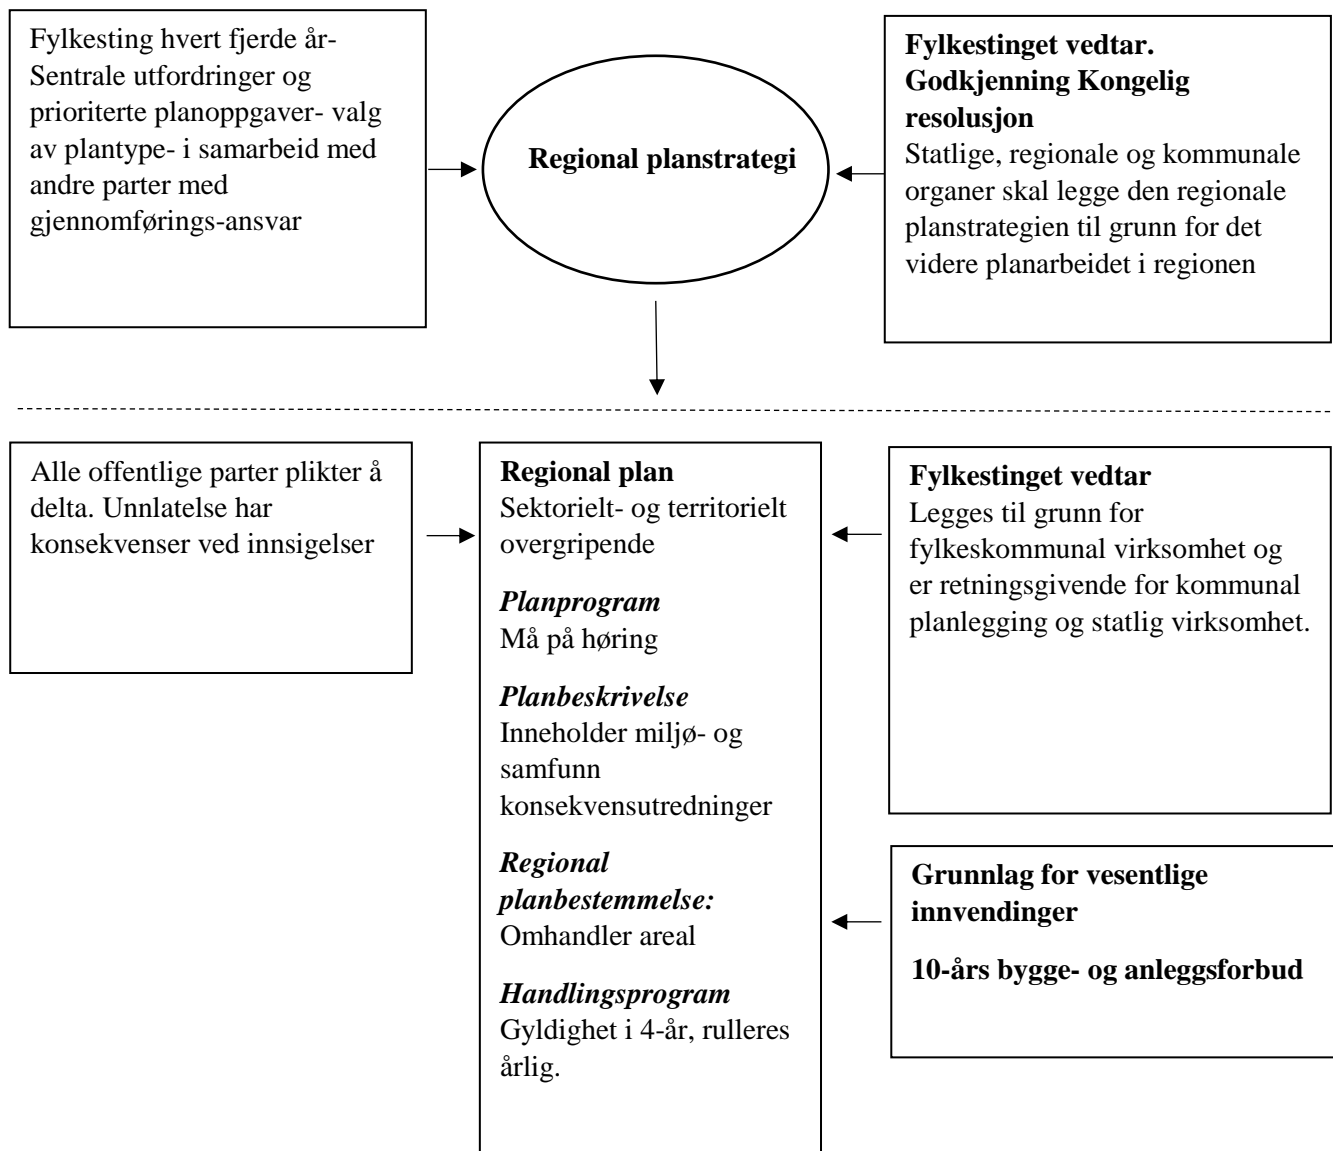 Fylkesting hvert fjerde år-
Sentrale utfordringer og
prioriterte planoppgaver- valg
av plantype- i samarbeid med
andre parter med
gjennomførings-ansvar
Regional planstrategi
Fylkestinget vedtar.
Godkjenning Kongelig
resolusjon
Statlige, regionale og kommunale
organer skal legge den regionale
planstrategien til grunn for det
videre planarbeidet i regionen
Alle offentlige parter plikter å
delta. Unnlatelse har
konsekvenser ved innsigelser
Regional plan
Sektorielt- og territorielt
overgripende
Planprogram
Må på høring
Planbeskrivelse
Inneholder miljø- og
samfunn
konsekvensutredninger
Regional
planbestemmelse:
Omhandler areal
Handlingsprogram
Gyldighet i 4-år, rulleres
årlig.
Fylkestinget vedtar
Legges til grunn for
fylkeskommunal virksomhet og
er retningsgivende for kommunal
planlegging og statlig virksomhet.
Grunnlag for vesentlige
innvendinger
10-års bygge- og anleggsforbud